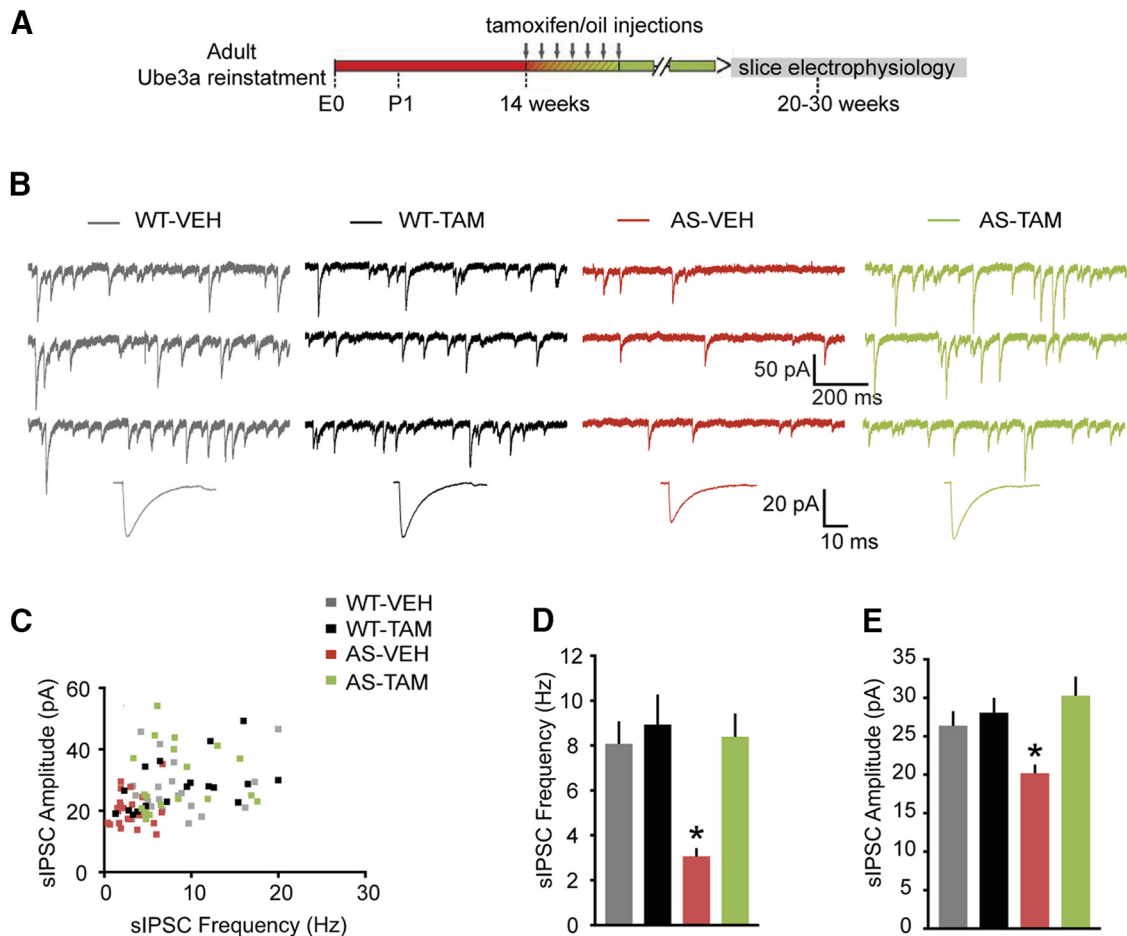 A
tamoxifen/oil injections
Adult
Ube3a reinstatment
slice electrophysiology
E0 P1 14 weeks 20-30 weeks
B
WT-VEH WT-TAM AS-VEH AS-TAM
50 pA
200 ms
20 pA
10 ms
C
WT-VEH
WT-TAM
AS-VEH
AS-TAM
sIPSC Amplitude (pA)
60
40
20
0
0 10 20 30
sIPSC Frequency (Hz)
D
sIPSC Frequency (Hz)
12
10
8
6
4
2
0
*
E
sIPSC Amplitude (pA)
35
30
25
20
15
10
5
0
*